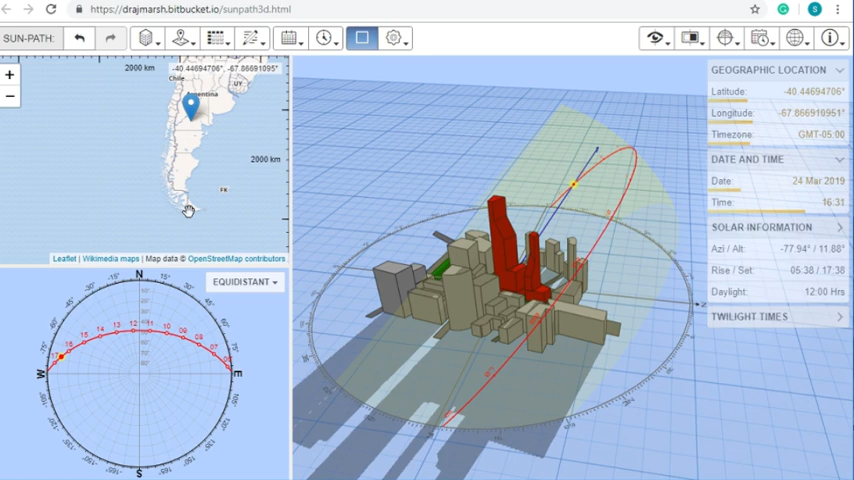 drajmarsh.bitbucket.io/sunpath3d.html
S
SUN-PATH:
+
−
2000 km
-40.44694706°, -67.86691095°
Chile
UY
Argentina
2000 km
FK
Leaflet | Wikimedia maps | Map data © OpenStreetMap contributors
EQUIDISTANT
N
-15° 15°
W E
S
17 16 15 14 13 12 11 10 09 08 07
GEOGRAPHIC LOCATION
Latitude: -40.44694706°
Longitude: -67.866910951°
Timezone: GMT-05:00
DATE AND TIME
Date: 24 Mar 2019
Time: 16:31
SOLAR INFORMATION
Azi / Alt: -77.94° / 11.88°
Rise / Set: 05:38 / 17:38
Daylight: 12:00 Hrs
TWILIGHT TIMES